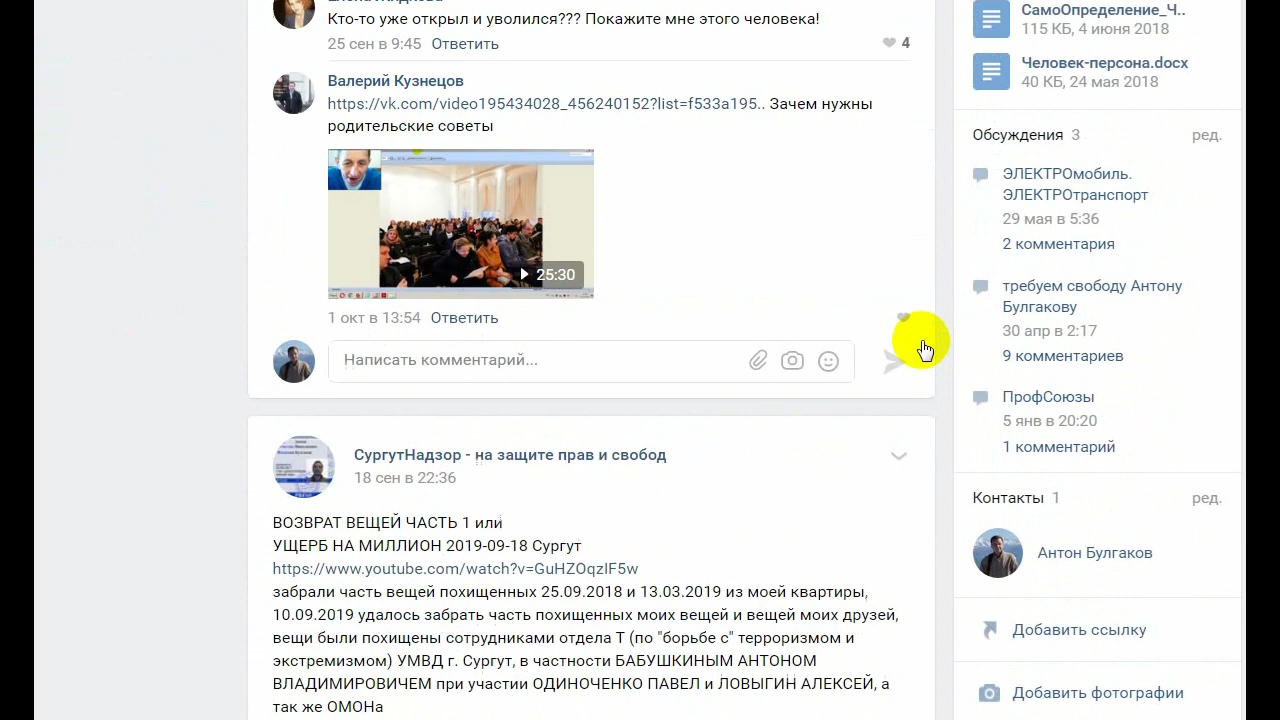 Кто-то уже открыл и уволился??? Покажите мне этого человека!
25 сен в 9:45 Ответить
4
Валерий Кузнецов
https://vk.com/video195434028_456240152?list=f533a195.. Зачем нужны
родительские советы
25:30
1 окт в 13:54 Ответить
Написать комментарий...
СургутНадзор - на защите прав и свобод
18 сен в 22:36
ВОЗВРАТ ВЕЩЕЙ ЧАСТЬ 1 или
УЩЕРБ НА МИЛЛИОН 2019-09-18 Сургут
https://www.youtube.com/watch?v=GuHZOqzIF5w
забрали часть вещей похищенных 25.09.2018 и 13.03.2019 из моей квартиры,
10.09.2019 удалось забрать часть похищенных моих вещей и вещей моих друзей,
вещи были похищены сотрудниками отдела Т (по "борьбе с" терроризмом и
экстремизмом) УМВД г. Сургут, в частности БАБУШКИНЫМ АНТОНОМ
ВЛАДИМИРОВИЧЕМ при участии ОДИНОЧЕНКО ПАВЕЛ и ЛОВЫГИН АЛЕКСЕЙ, а
так же ОМОНа
СамоОпределение_Ч..
115 КБ, 4 июня 2018
Человек-персона.docx
40 КБ, 24 мая 2018
Обсуждения 3 ред.
ЭЛЕКТРОмобиль.
ЭЛЕКТРОтранспорт
29 мая в 5:36
2 комментария
требуем свободу Антону
Булгакову
30 апр в 2:17
9 комментариев
ПрофСоюзы
5 янв в 20:20
1 комментарий
Контакты 1 ред.
Антон Булгаков
Добавить ссылку
Добавить фотографии